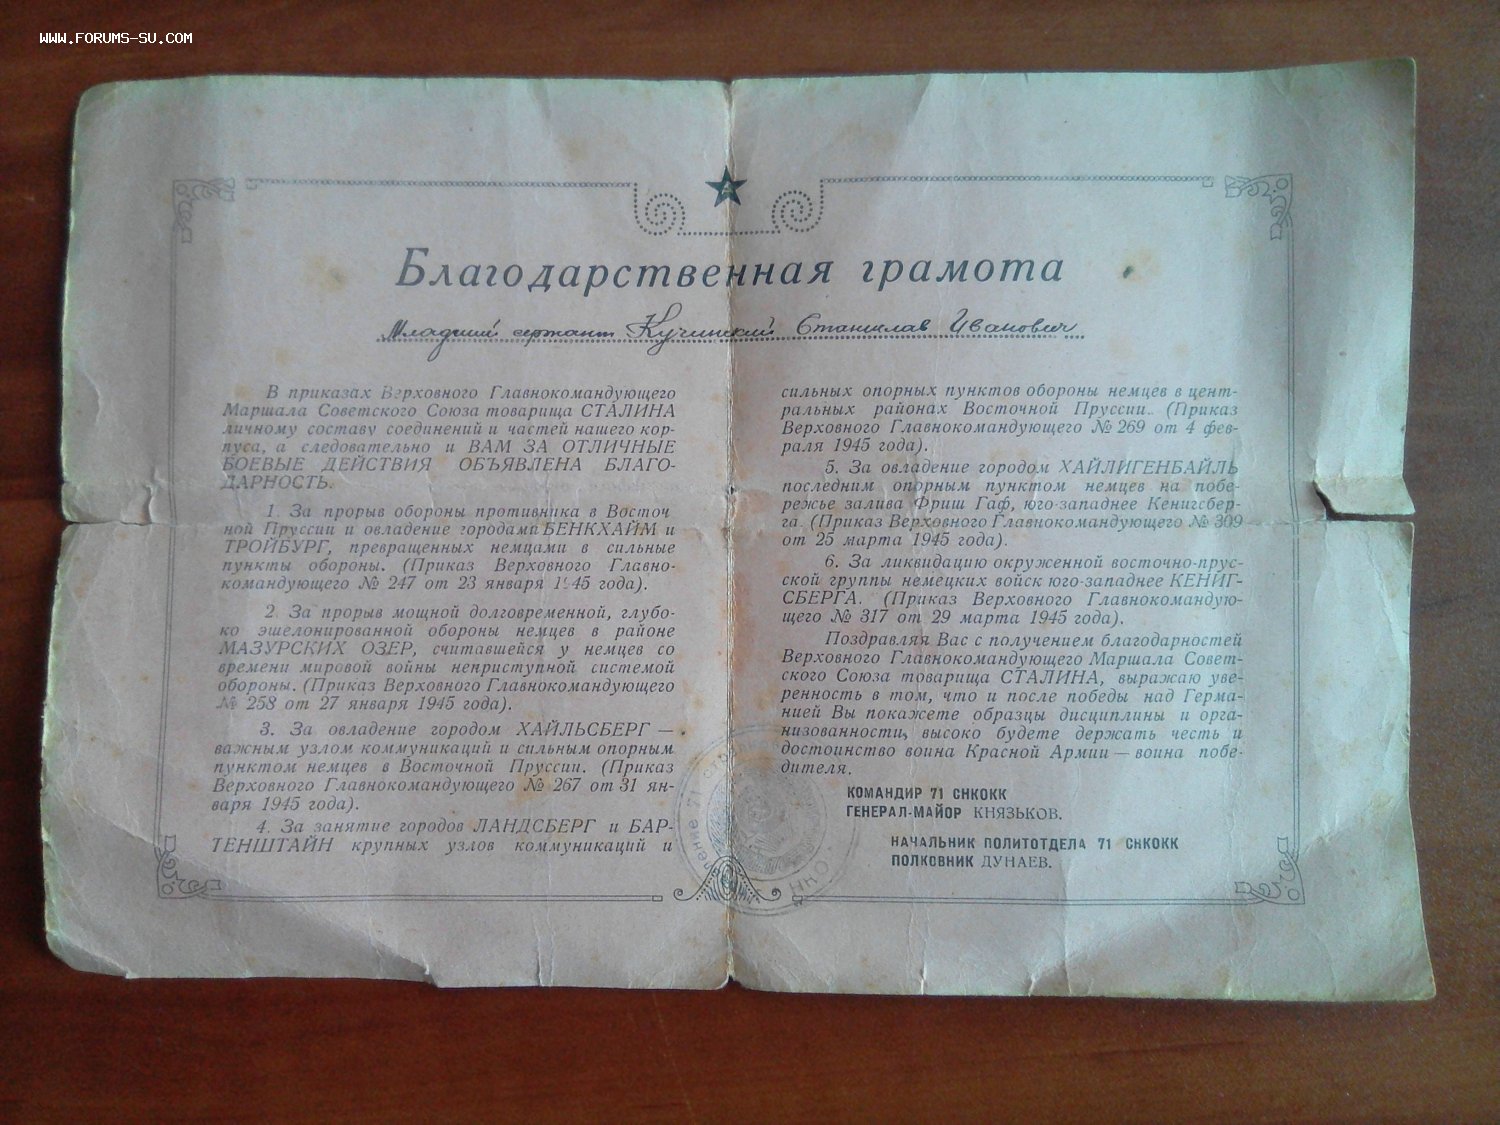 WWW.FORUMS-SU.COM
Благодарственная грамота
Младший сержант Кучинский Станислав Иванович
В приказах Верховного Главнокомандующего
Маршала Советского Союза товарища СТАЛИНА
личному составу соединений и частей нашего кор-
пуса, а следовательно и ВАМ ЗА ОТЛИЧНЫЕ
БОЕВЫЕ ДЕЙСТВИЯ ОБЪЯВЛЕНА БЛАГО-
ДАРНОСТЬ.
1. За прорыв обороны противника в Восточ
ной Пруссии и овладение городами БЕНКХАЙМ и
ТРОЙБУРГ, превращенных немцами в сильные
пункты обороны. (Приказ Верховного Главно-
командующего № 247 от 23 января 1945 года).
2. За прорыв мощной долговременной, глубо-
ко эшелонированной обороны немцев в районе
МАЗУРСКИХ ОЗЕР, считавшейся у немцев со
времени мировой войны неприступной системой
обороны. (Приказ Верховного Главнокомандующего
№ 258 от 27 января 1945 года).
3. За овладение городом ХАЙЛЬСБЕРГ —
важным узлом коммуникаций и сильным опорным
пунктом немцев в Восточной Пруссии. (Приказ
Верховного Главнокомандующего № 267 от 31 ян-
варя 1945 года).
4. За занятие городов ЛАНДСБЕРГ и БАР-
ТЕНШТАЙН крупных узлов коммуникаций и
сильных опорных пунктов обороны немцев в цент-
ральных районах Восточной Пруссии. (Приказ
Верховного Главнокомандующего № 269 от 4 фев-
раля 1945 года).
5. За овладение городом ХАЙЛИГЕНБАЙЛЬ
последним опорным пунктом немцев на побе-
режье залива Фриш Гаф, юго-западнее Кенигсбер-
га. (Приказ Верховного Главнокомандующего № 309
от 25 марта 1945 года).
6. За ликвидацию окруженной восточно-прус-
ской группы немецких войск юго-западнее КЕНИГ-
СБЕРГА. (Приказ Верховного Главнокомандую-
щего № 317 от 29 марта 1945 года).
Поздравляя Вас с получением благодарностей
Верховного Главнокомандующего Маршала Совет-
ского Союза товарища СТАЛИНА, выражаю уве-
ренность в том, что и после победы над Герма-
нией Вы покажете образцы дисциплины и орга-
низованности, высоко будете держать честь и
достоинство воина Красной Армии — воина побе-
дителя.
КОМАНДИР 71 СНКОКК
ГЕНЕРАЛ-МАЙОР КНЯЗЬКОВ.
НАЧАЛЬНИК ПОЛИТОТДЕЛА 71 СНКОКК
ПОЛКОВНИК ДУНАЕВ.